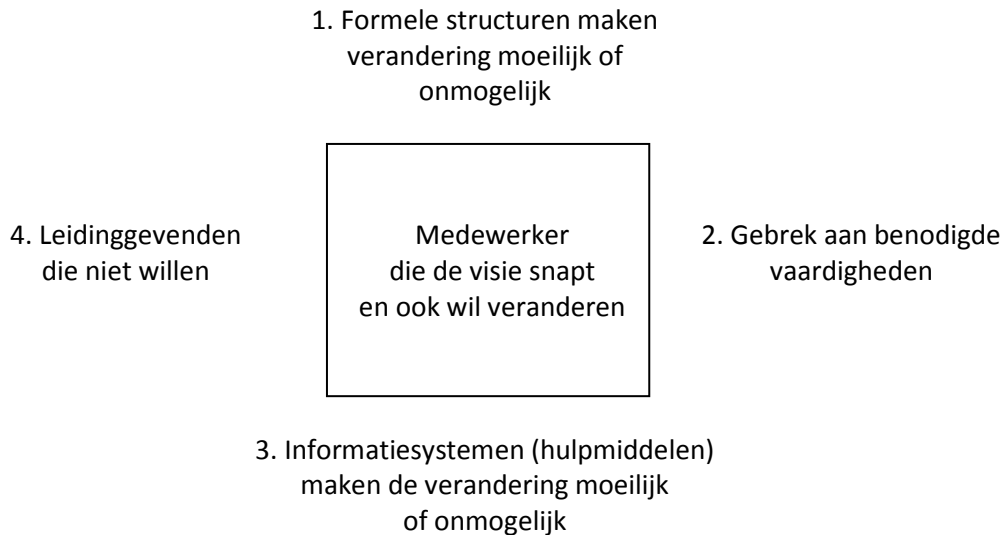 1. Formele structuren maken
verandering moeilijk of
onmogelijk
4. Leidinggevenden
die niet willen
Medewerker
die de visie snapt
en ook wil veranderen
2. Gebrek aan benodigde
vaardigheden
3. Informatiesystemen (hulpmiddelen)
maken de verandering moeilijk
of onmogelijk